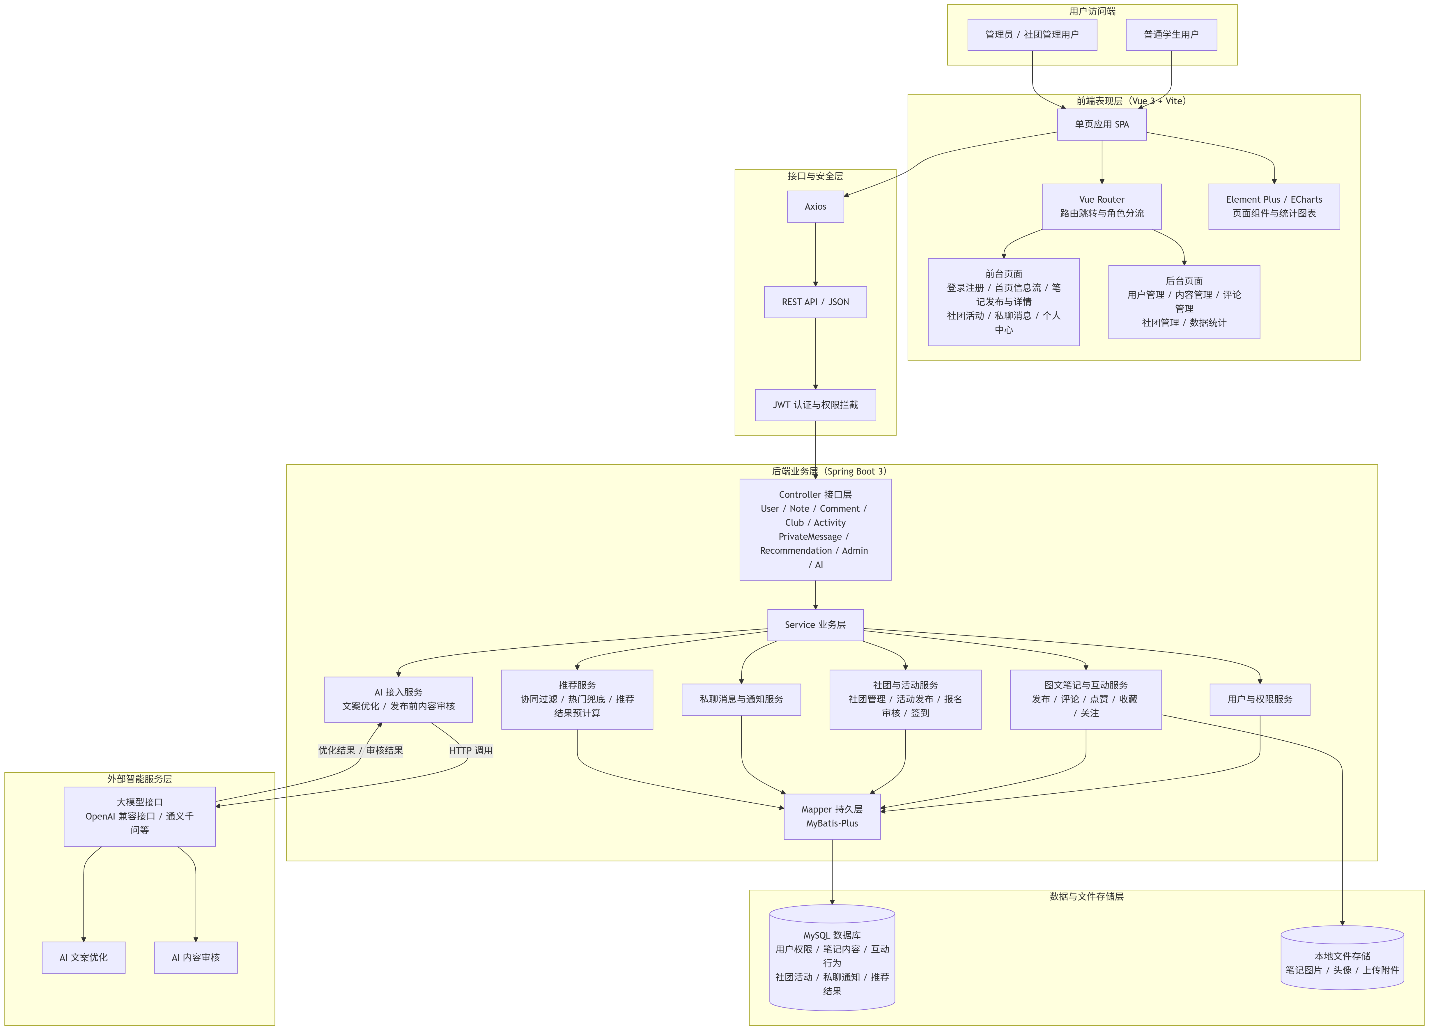 用户访问端
管理员 / 社团管理用户
普通学生用户
前端表现层（Vue 3 + Vite）
单页应用 SPA
接口与安全层
Axios
Vue Router
路由跳转与角色分流
Element Plus / ECharts
页面组件与统计图表
前台页面
登录注册 / 首页信息流 / 笔
记发布与详情
社团活动 / 私聊消息 / 个人
中心
后台页面
用户管理 / 内容管理 / 评论
管理
社团管理 / 数据统计
REST API / JSON
JWT 认证与权限拦截
后端业务层（Spring Boot 3）
Controller 接口层
User / Note / Comment /
Club / Activity
PrivateMessage /
Recommendation / Admin
/ AI
Service 业务层
AI 接入服务
文案优化 / 发布前内容审核
推荐服务
协同过滤 / 热门兜底 / 推荐
结果预计算
私聊消息与通知服务
社团与活动服务
社团管理 / 活动发布 / 报名
审核 / 签到
图文笔记与互动服务
发布 / 评论 / 点赞 / 收藏
/ 关注
用户与权限服务
优化结果 / 审核结果
HTTP 调用
外部智能服务层
大模型接口
OpenAI 兼容接口 / 通义千
问等
Mapper 持久层
MyBatis-Plus
AI 文案优化
AI 内容审核
数据与文件存储层
MySQL 数据库
用户权限 / 笔记内容 / 互动
行为
社团活动 / 私聊通知 / 推荐
结果
本地文件存储
笔记图片 / 头像 / 上传附件